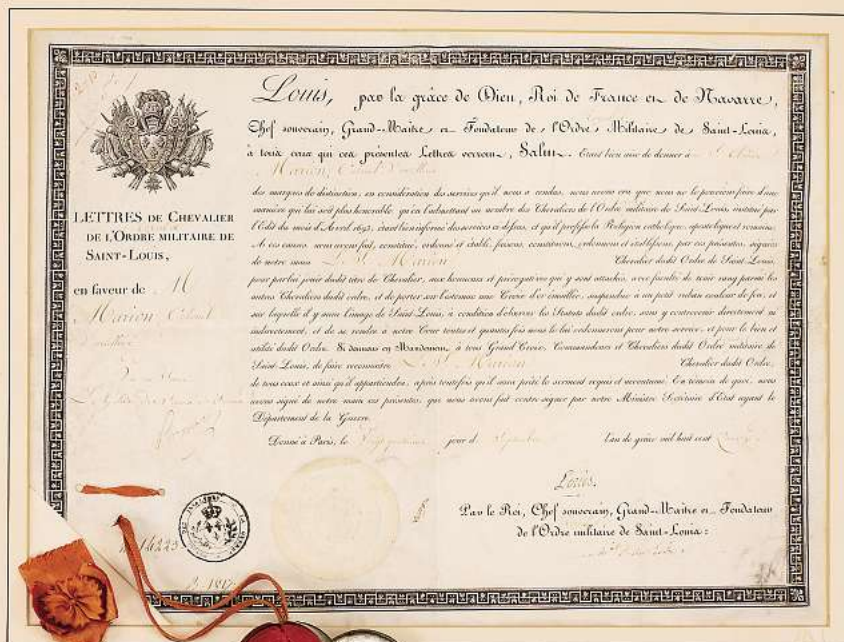 LETTRES DE CHEVALIER
DE L'ORDRE MILITAIRE DE
SAINT-LOUIS,
en faveur de M
Marion
Louis, par la grâce de Dieu, Roi de France et de Navarre,
Chef souverain, Grand-Maître et Fondateur de l'Ordre Militaire de Saint-Louis,
à tous ceux qui ces présentes Lettres verront, Salut. Etant bien aise de donner à
Marion,
des marques de distinction, en considération des services qu'il nous a rendus, nous avons cru que nous ne le pouvions faire d'une
manière qui lui soit plus honorable qu'en l'admettant au nombre des Chevaliers de l'Ordre militaire de Saint-Louis, institué par
l'Edit du mois d'Avril 1693, étant bien informé des services ci-dessus, et qu'il professe la Religion catholique, apostolique et romaine.
A ces causes, nous avons fait, constitué, ordonné et établi, faisons, constituons, ordonnons et établissons, par ces présentes, signées
de notre main Marion Chevalier dudit Ordre de Saint-Louis,
pour par lui jouir dudit titre de Chevalier, aux honneurs et prérogatives qui y sont attachés, avec faculté de tenir rang parmi les
autres Chevaliers dudit ordre, et de porter sur l'estomac une Croix d'or émaillée, suspendue à un petit ruban couleur de feu, et
sur laquelle il y aura l'image de Saint Louis, à condition d'observer les Statuts dudit ordre, sans y contrevenir directement ni
indirectement, et de se rendre à notre Cour toutes et quantes fois nous le lui ordonnerons pour notre service, et pour le bien et
utilité dudit Ordre. Si donnons en Mandement, à tous Grand'Croix, Commandeurs et Chevaliers dudit Ordre militaire de
Saint-Louis, de faire reconnaitre Marion Chevalier dudit Ordre,
de tous ceux et ainsi qu'il appartiendra, après toutefois qu'il aura prêté le serment requis et accoutumé. En témoin de quoi, nous
avons signé de notre main ces présentes, que nous avons fait contre-signer par notre Ministre Secrétaire d'Etat ayant le
Département de la Guerre.
Donné à Paris, le jour de Septembre l'an de grâce mil huit cent
Louis
Par le Roi, Chef souverain, Grand-Maître et Fondateur
de l'Ordre militaire de Saint-Louis: